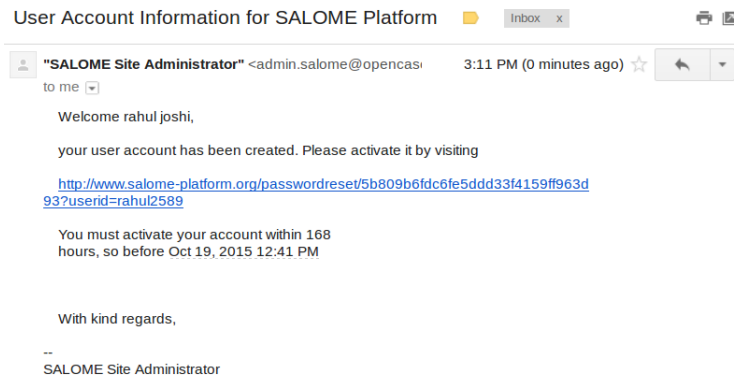 User Account Information for SALOME Platform
Inbox x
"SALOME Site Administrator" <admin.salome@opencas
3:11 PM (0 minutes ago)
to me
Welcome rahul joshi,
your user account has been created. Please activate it by visiting
http://www.salome-platform.org/passwordreset/5b809b6fdc6fe5ddd33f4159ff963d
93?userid=rahul2589
You must activate your account within 168
hours, so before Oct 19, 2015 12:41 PM
With kind regards,
--
SALOME Site Administrator